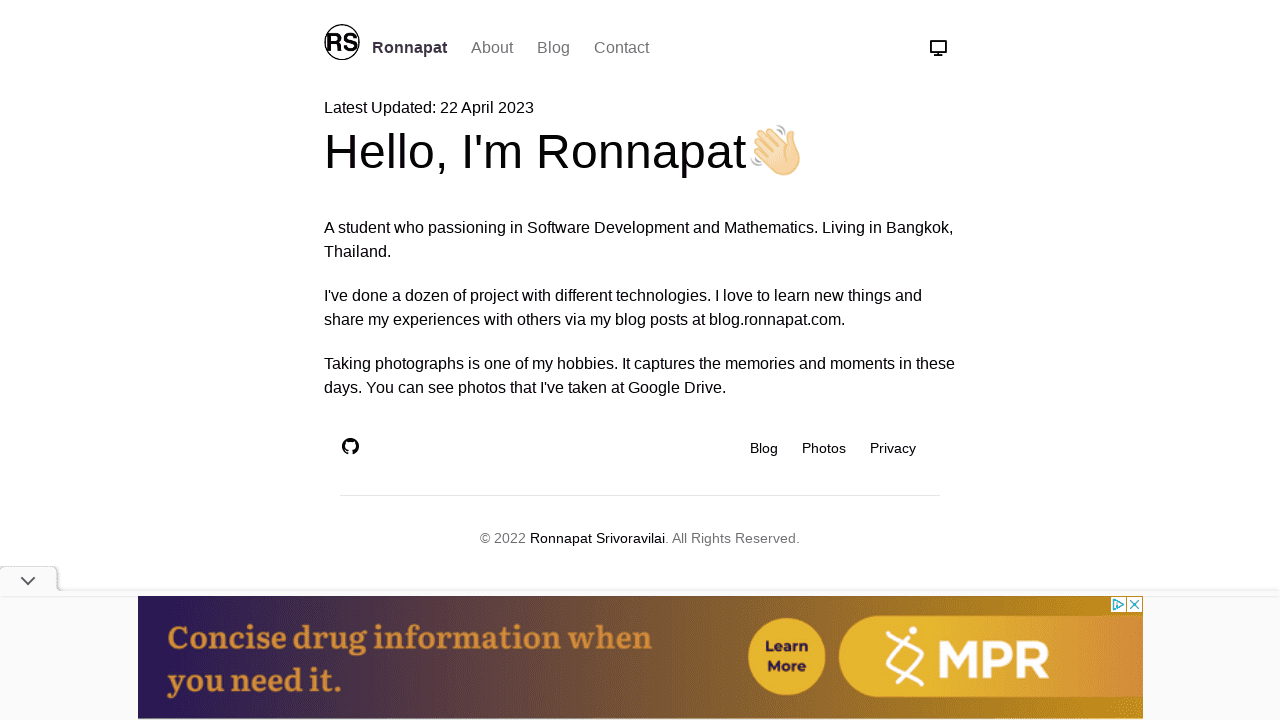 RS
Ronnapat About Blog Contact
Latest Updated: 22 April 2023
Hello, I'm Ronnapat👋🏻
A student who passioning in Software Development and Mathematics. Living in Bangkok,
Thailand.
I've done a dozen of project with different technologies. I love to learn new things and
share my experiences with others via my blog posts at blog.ronnapat.com.
Taking photographs is one of my hobbies. It captures the memories and moments in these
days. You can see photos that I've taken at Google Drive.
Blog Photos Privacy
© 2022 Ronnapat Srivoravilai. All Rights Reserved.
Concise drug information when
you need it.
Learn
More
MPR